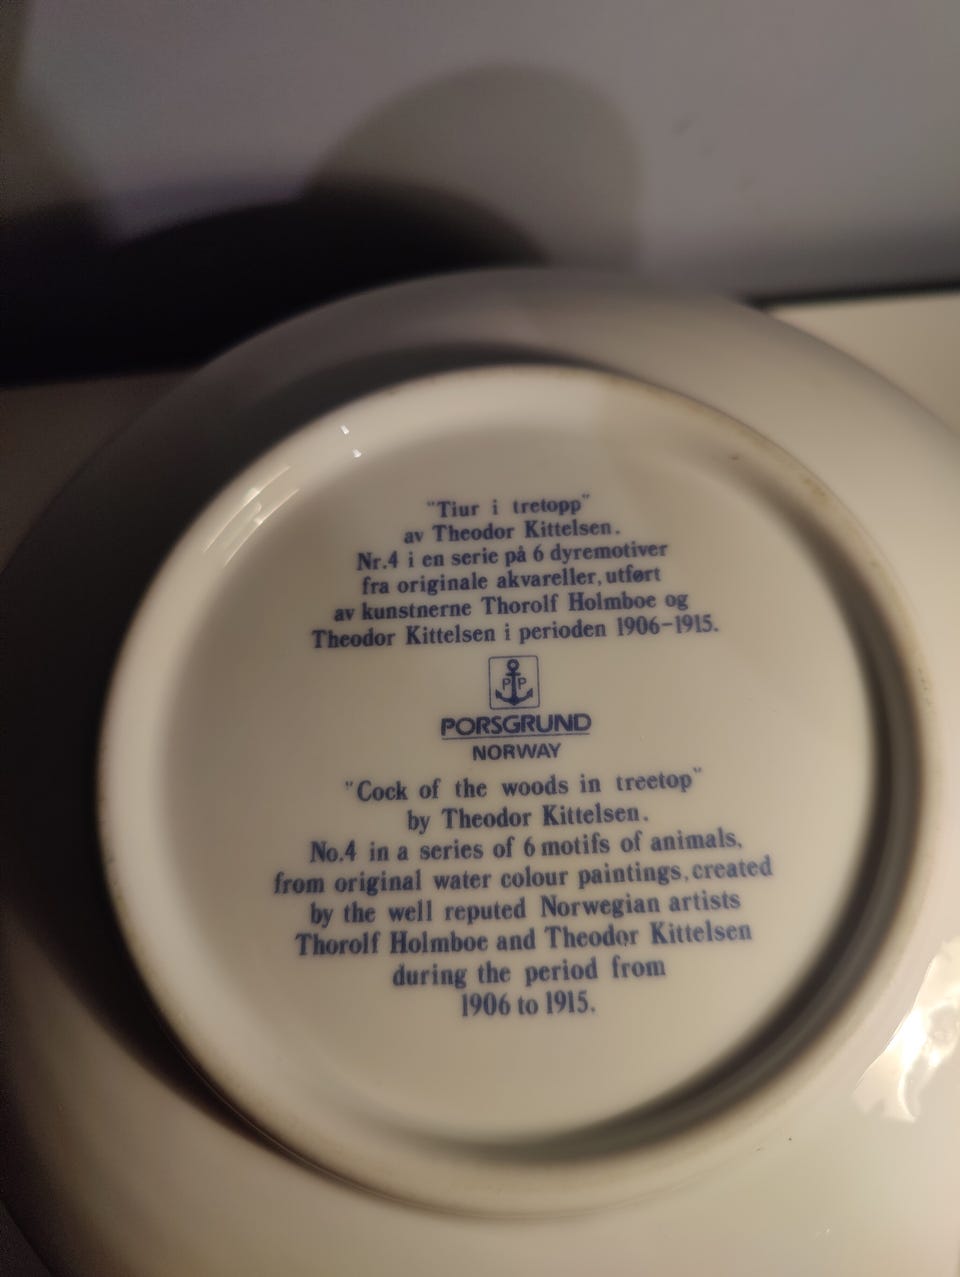 "Tiur i tretopp"
av Theodor Kittelsen.
Nr.4 i en serie på 6 dyremotiver
fra originale akvareller, utført
av kunstnerne Thorolf Holmboe og
Theodor Kittelsen i perioden 1906-1915.
P P
PORSGRUND
NORWAY
"Cock of the woods in treetop"
by Theodor Kittelsen.
No.4 in a series of 6 motifs of animals,
from original water colour paintings, created
by the well reputed Norwegian artists
Thorolf Holmboe and Theodor Kittelsen
during the period from
1906 to 1915.